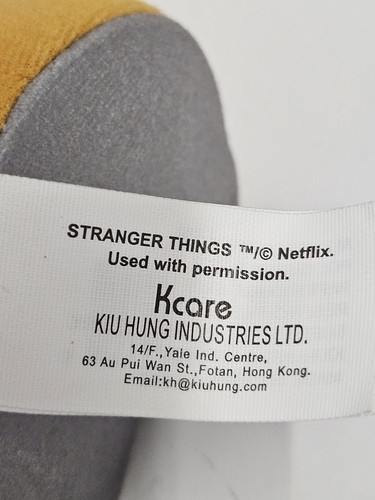 STRANGER THINGS ™/© Netflix.
Used with permission.
Kcare
KIU HUNG INDUSTRIES LTD.
14/F.,Yale Ind. Centre,
63 Au Pui Wan St.,Fotan, Hong Kong.
Email:kh@kiuhung.com